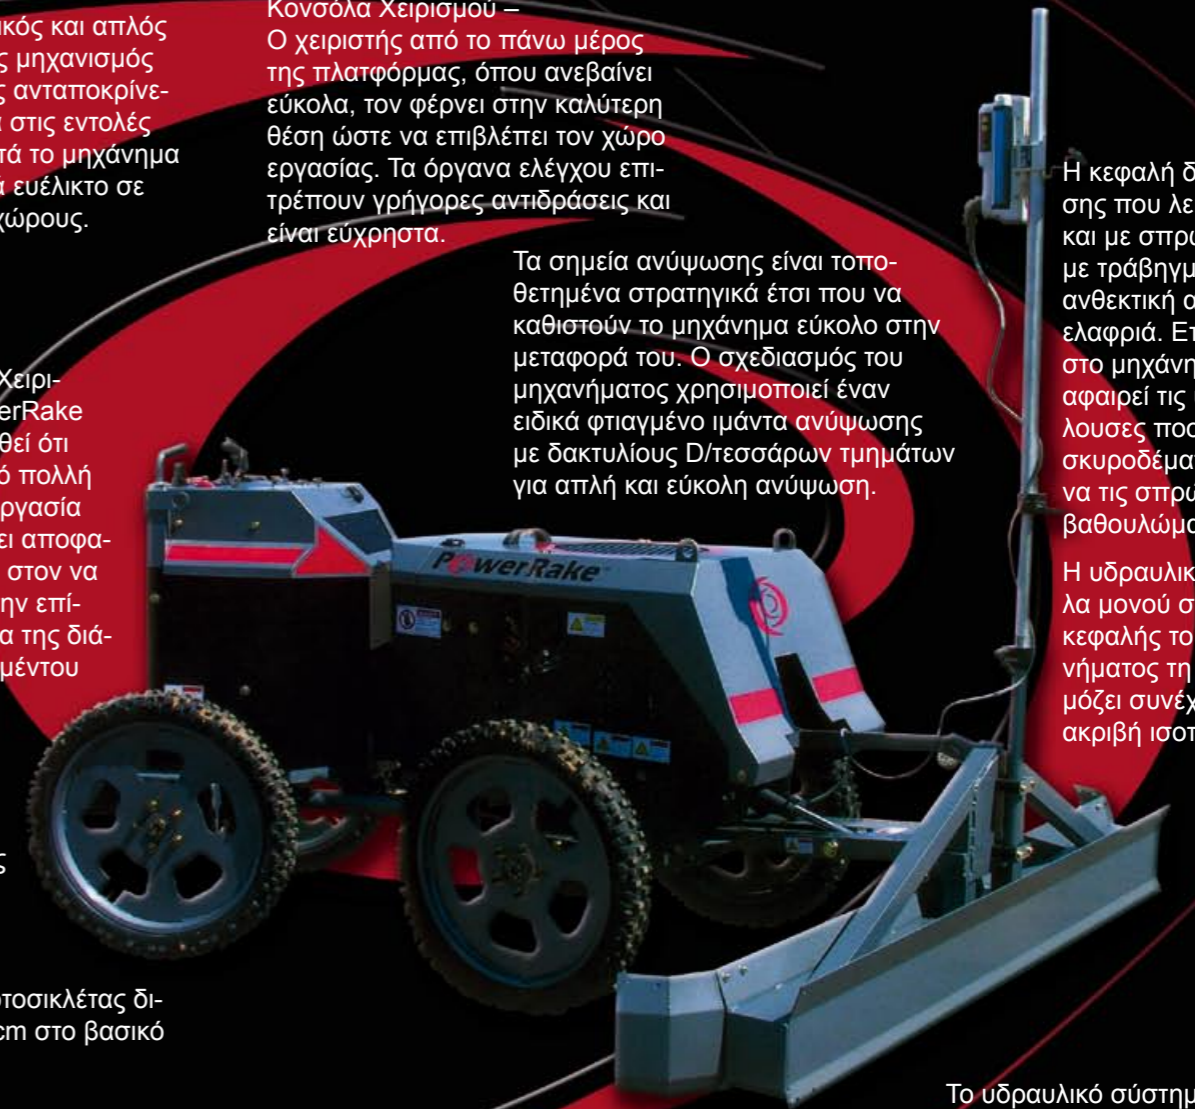 ικός και απλός
ς μηχανισμός
ς ανταποκρίνε-
στις εντολές
τά το μηχάνημα
ευέλικτο σε
χώρους.
Κονσόλα Χειρισμού –
Ο χειριστής από το πάνω μέρος
της πλατφόρμας, όπου ανεβαίνει
εύκολα, τον φέρνει στην καλύτερη
θέση ώστε να επιβλέπει τον χώρο
εργασίας. Τα όργανα ελέγχου επι-
τρέπουν γρήγορες αντιδράσεις και
είναι εύχρηστα.
Τα σημεία ανύψωσης είναι τοπο-
θετημένα στρατηγικά έτσι που να
καθιστούν το μηχάνημα εύκολο στην
μεταφορά του. Ο σχεδιασμός του
μηχανήματος χρησιμοποιεί έναν
ειδικά φτιαγμένο ιμάντα ανύψωσης
με δακτυλίους D/τεσσάρων τμημάτων
για απλή και εύκολη ανύψωση.
Χειρι-
erRake
θεί ότι
ό πολλή
ργασία
ει αποφα-
στον να
ην επί-
α της διά-
μέντου
ς
οτοσικλέτας δι-
cm στο βασικό
PowerRake
Η κεφαλή δ
σης που λε
και με σπρώ
με τράβηγμ
ανθεκτική α
ελαφριά. Ετ
στο μηχάνη
αφαιρεί τις
λουσες ποσ
σκυροδέματ
να τις σπρώ
βαθουλώμα
Η υδραυλικ
λα μονού σ
κεφαλής το
νήματος τη
μόζει συνέχ
ακριβή ισοπ
Το υδραυλικό σύστημ